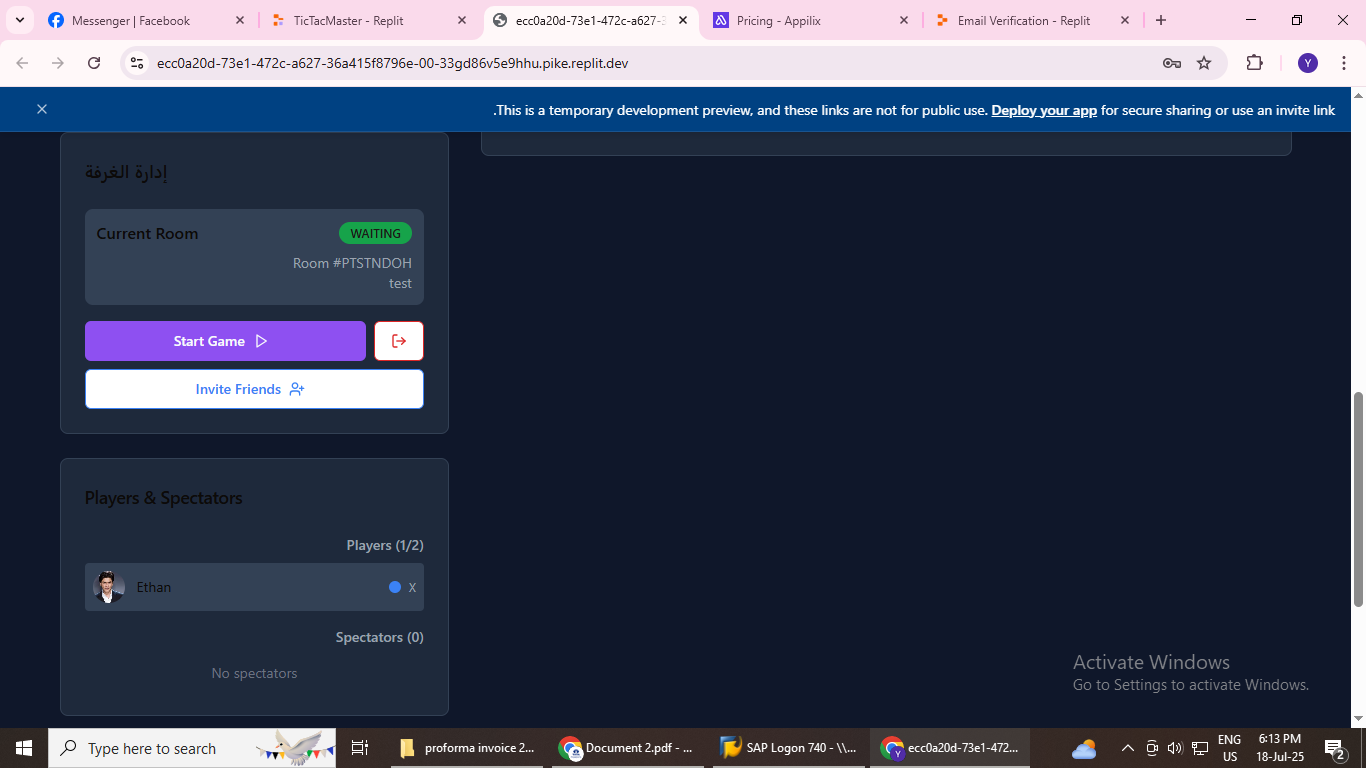 Messenger | Facebook
TicTacMaster - Replit
ecc0a20d-73e1-472c-a627-3
Pricing - Appilix
Email Verification - Replit
ecc0a20d-73e1-472c-a627-36a415f8796e-00-33gd86v5e9hhu.pike.replit.dev
Y
.This is a temporary development preview, and these links are not for public use. Deploy your app for secure sharing or use an invite link
إدارة الغرفة
Current Room
WAITING
Room #PTSTNDOH
test
Start Game
Invite Friends
Players & Spectators
Players (1/2)
Ethan
X
Spectators (0)
No spectators
Activate Windows
Go to Settings to activate Windows.
Type here to search
proforma invoice 2...
Document 2.pdf - ...
SAP Logon 740 - \\...
Y
ecc0a20d-73e1-472...
ENG
US
6:13 PM
18-Jul-25
2